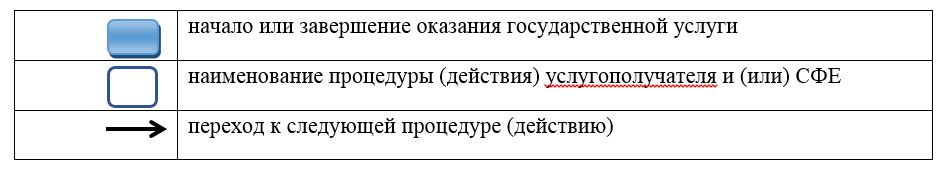 начало или завершение оказания государственной услуги
наименование процедуры (действия) услугополучателя и (или) СФЕ
переход к следующей процедуре (действию)